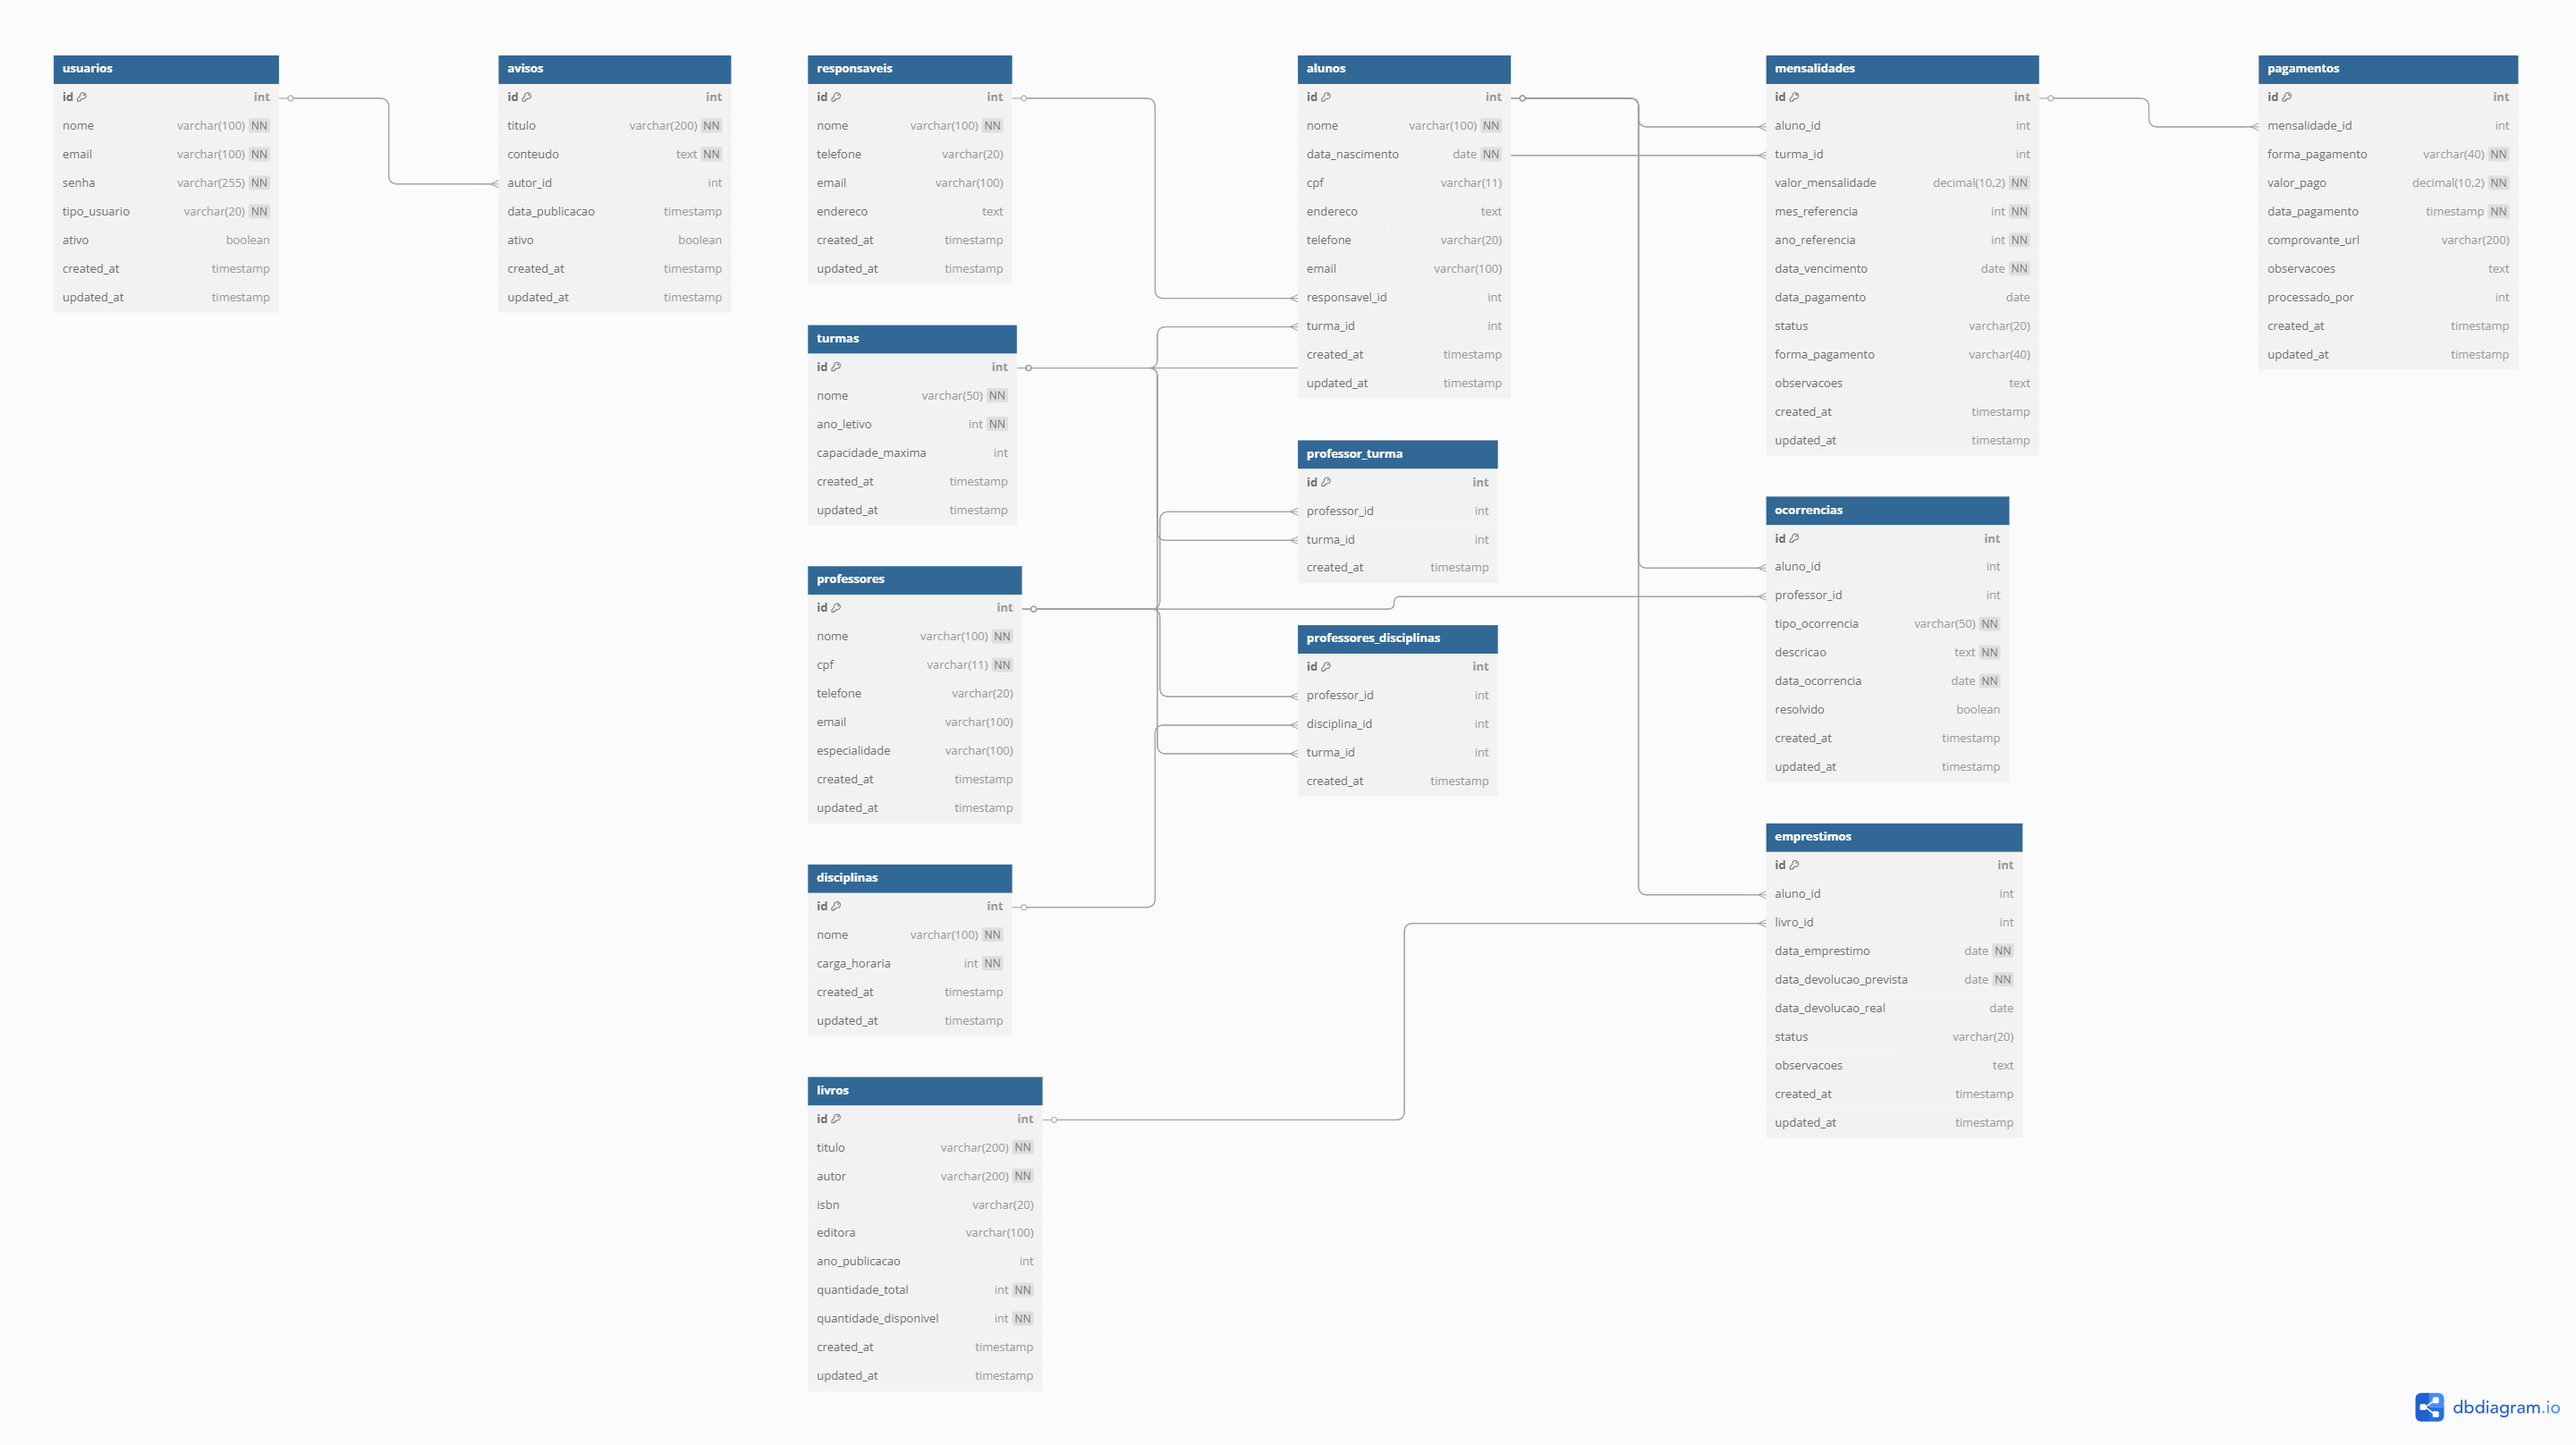 usuarios
id int
nome varchar(100) NN
email varchar(100) NN
senha varchar(255) NN
tipo_usuario varchar(20) NN
ativo boolean
created_at timestamp
updated_at timestamp
avisos
id int
titulo varchar(200) NN
conteudo text NN
autor_id int
data_publicacao timestamp
ativo boolean
created_at timestamp
updated_at timestamp
responsaveis
id int
nome varchar(100) NN
telefone varchar(20)
email varchar(100)
endereco text
created_at timestamp
updated_at timestamp
turmas
id int
nome varchar(50) NN
ano_letivo int NN
capacidade_maxima int
created_at timestamp
updated_at timestamp
professores
id int
nome varchar(100) NN
cpf varchar(11) NN
telefone varchar(20)
email varchar(100)
especialidade varchar(100)
created_at timestamp
updated_at timestamp
disciplinas
id int
nome varchar(100) NN
carga_horaria int NN
created_at timestamp
updated_at timestamp
livros
id int
titulo varchar(200) NN
autor varchar(200) NN
isbn varchar(20)
editora varchar(100)
ano_publicacao int
quantidade_total int NN
quantidade_disponivel int NN
created_at timestamp
updated_at timestamp
alunos
id int
nome varchar(100) NN
data_nascimento date NN
cpf varchar(11)
endereco text
telefone varchar(20)
email varchar(100)
responsavel_id int
turma_id int
created_at timestamp
updated_at timestamp
professor_turma
id int
professor_id int
turma_id int
created_at timestamp
professores_disciplinas
id int
professor_id int
disciplina_id int
turma_id int
created_at timestamp
mensalidades
id int
aluno_id int
turma_id int
valor_mensalidade decimal(10,2) NN
mes_referencia int NN
ano_referencia int NN
data_vencimento date NN
data_pagamento date
status varchar(20)
forma_pagamento varchar(40)
observacoes text
created_at timestamp
updated_at timestamp
ocorrencias
id int
aluno_id int
professor_id int
tipo_ocorrencia varchar(50) NN
descricao text NN
data_ocorrencia date NN
resolvido boolean
created_at timestamp
updated_at timestamp
emprestimos
id int
aluno_id int
livro_id int
data_emprestimo date NN
data_devolucao_prevista date NN
data_devolucao_real date
status varchar(20)
observacoes text
created_at timestamp
updated_at timestamp
pagamentos
id int
mensalidade_id int
forma_pagamento varchar(40) NN
valor_pago decimal(10,2) NN
data_pagamento timestamp NN
comprovante_url varchar(200)
observacoes text
processado_por int
created_at timestamp
updated_at timestamp
dbdiagram.io